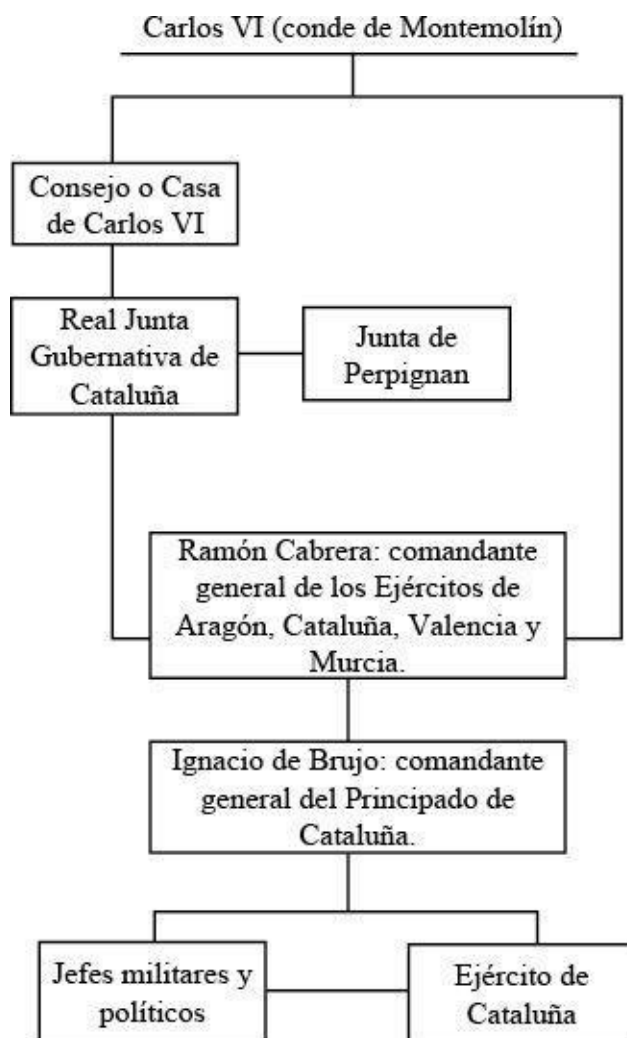 Carlos VI (conde de Montemolín)
Consejo o Casa
de Carlos VI
Real Junta
Gubernativa de
Cataluña
Junta de
Perpignan
Ramón Cabrera: comandante
general de los Ejércitos de
Aragón, Cataluña, Valencia y
Murcia.
Ignacio de Brujo: comandante
general del Principado de
Cataluña.
Jefes militares y
políticos
Ejército de
Cataluña